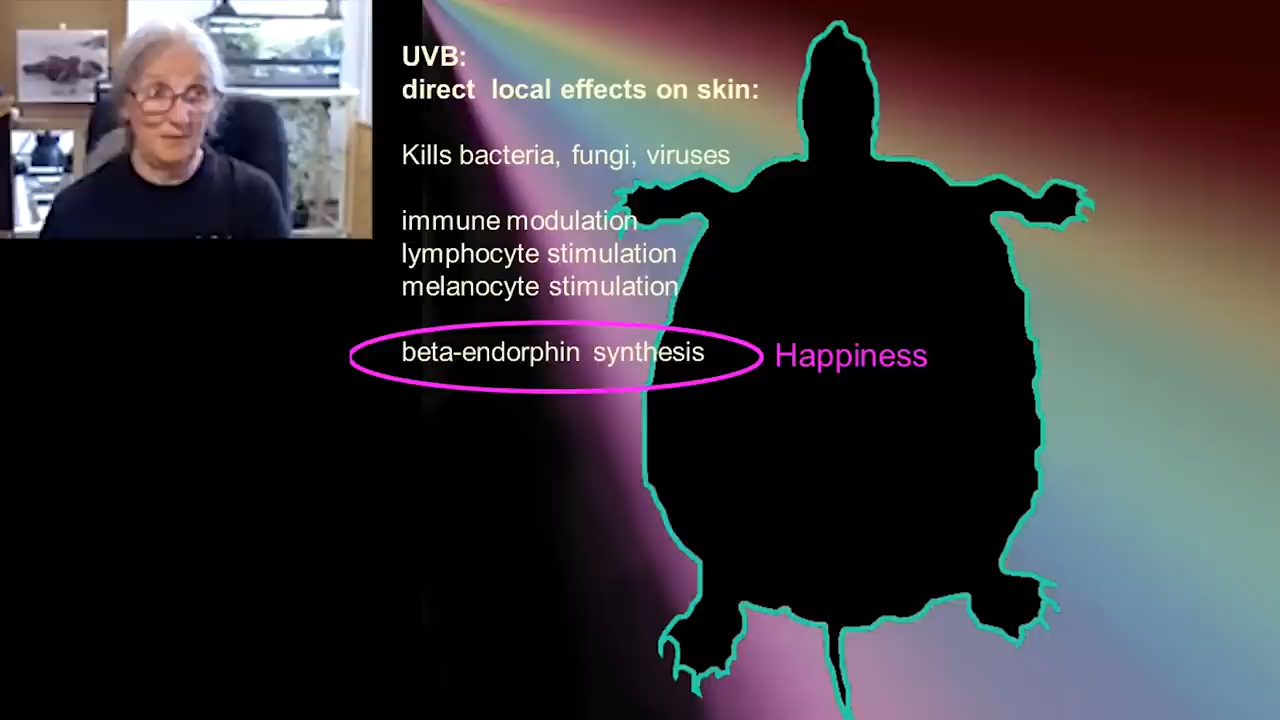 UVB:
direct local effects on skin:
Kills bacteria, fungi, viruses
immune modulation
lymphocyte stimulation
melanocyte stimulation
beta-endorphin synthesis
Happiness